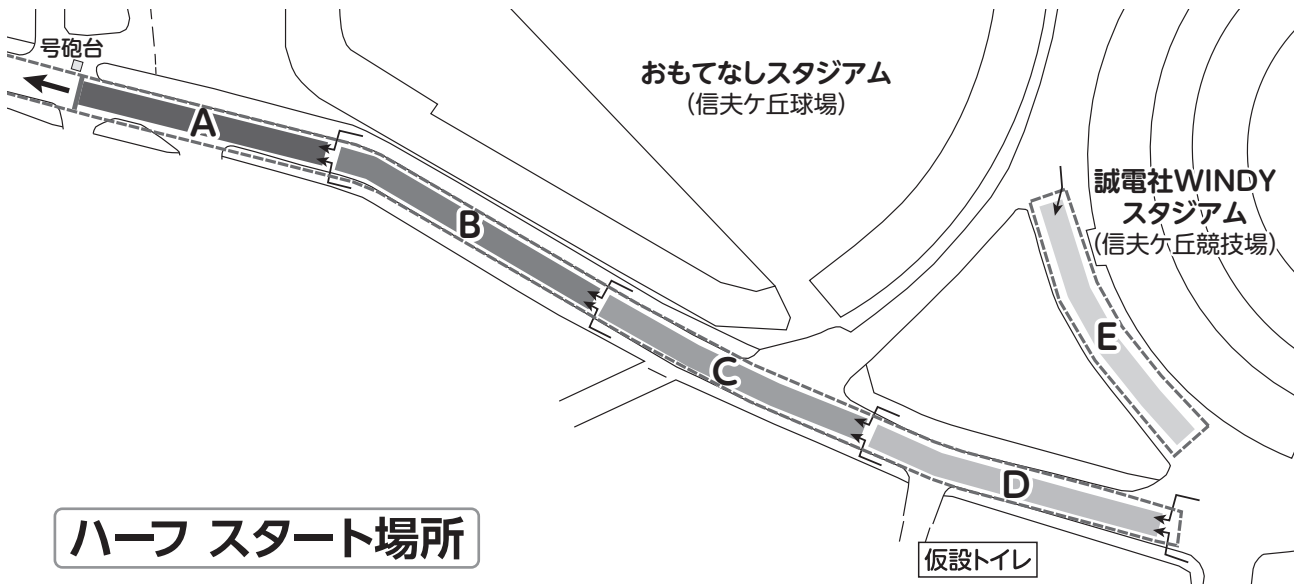 号砲台
A
おもてなしスタジアム
(信夫ケ丘球場)
誠電社WINDY
スタジアム
(信夫ケ丘競技場)
B
E
C
D
ハーフ スタート場所
仮設トイレ